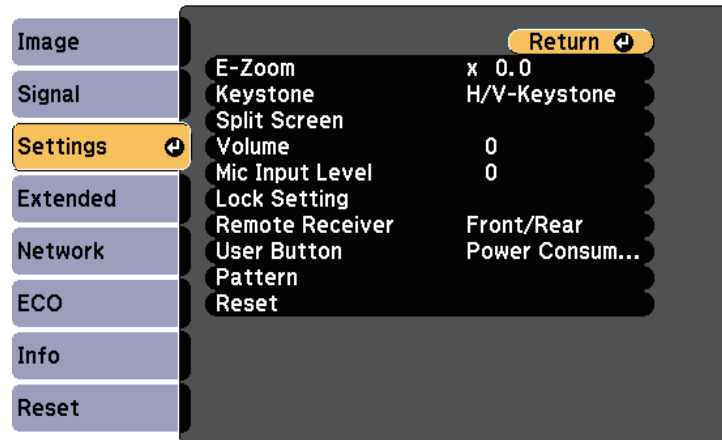 Image
Signal
Settings
Extended
Network
ECO
Info
Reset
Return
E-Zoom x 0.0
Keystone H/V-Keystone
Split Screen
Volume 0
Mic Input Level 0
Lock Setting
Remote Receiver Front/Rear
User Button Power Consum...
Pattern
Reset